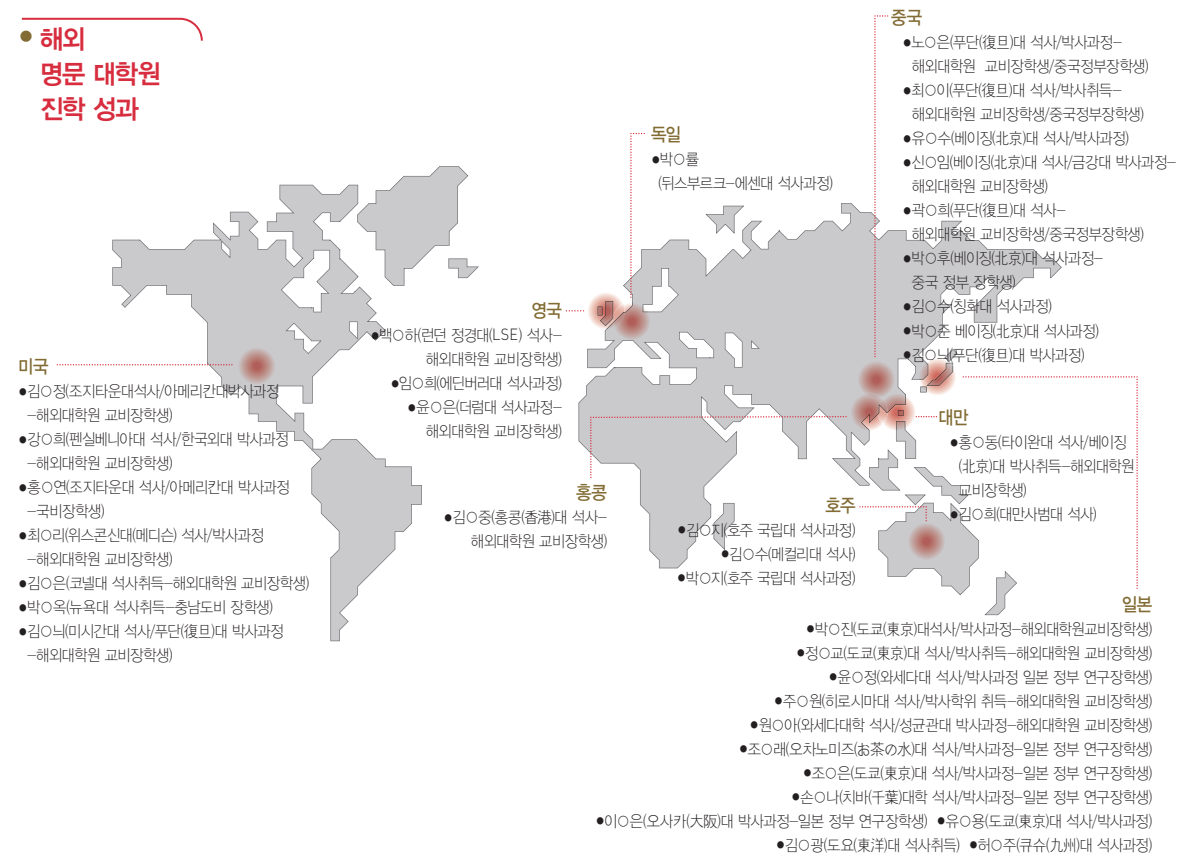 해외
명문 대학원
진학 성과
미국
●김○정(조지타운대석사/아메리칸대박사과정
-해외대학원 교비장학생)
●강○희(펜실베니아대 석사/한국외대 박사과정
-해외대학원 교비장학생)
●홍○연(조지타운대 석사/아메리칸대 박사과정
-국비장학생)
●최○리(위스콘신대(메디슨) 석사/박사과정
-해외대학원 교비장학생)
●김○은(코넬대 석사취득-해외대학원 교비장학생)
●박○옥(뉴욕대 석사취득-충남도비 장학생)
●김○늬(미시간대 석사/푸단(復旦)대 박사과정
-해외대학원 교비장학생)
영국
●백○하(런던 정경대(LSE) 석사-
해외대학원 교비장학생)
●임○희(에딘버러대 석사과정)
●윤○은(더럼대 석사과정-
해외대학원 교비장학생)
독일
●박○률
(뒤스부르크-에센대 석사과정)
중국
●노○은(푸단(復旦)대 석사/박사과정-
해외대학원 교비장학생/중국정부장학생)
●최○이(푸단(復旦)대 석사/박사취득-
해외대학원 교비장학생/중국정부장학생)
●유○수(베이징(北京)대 석사/박사과정)
●신○임(베이징(北京)대 석사/금강대 박사과정-
해외대학원 교비장학생)
●곽○희(푸단(復旦)대 석사-
해외대학원 교비장학생/중국정부장학생)
●박○후(베이징(北京)대 석사과정-
중국 정부 장학생)
●김○수(칭화대 석사과정)
●박○준 베이징(北京)대 석사과정)
●김○늬(푸단(復旦)대 박사과정)
홍콩
●김○중(홍콩(香港)대 석사-
해외대학원 교비장학생)
대만
●홍○동(타이완대 석사/베이징
(北京)대 박사취득-해외대학원
교비장학생)
●김○희(대만사범대 석사)
호주
●김○지(호주 국립대 석사과정)
●김○수(메컬리대 석사)
●박○지(호주 국립대 석사과정)
일본
●박○진(도쿄(東京)대석사/박사과정-해외대학원교비장학생)
●정○교(도쿄(東京)대 석사/박사취득-해외대학원 교비장학생)
●윤○정(와세다대 석사/박사과정 일본 정부 연구장학생)
●주○원(히로시마대 석사/박사학위 취득-해외대학원 교비장학생)
●원○아(와세다대학 석사/성균관대 박사과정-해외대학원 교비장학생)
●조○래(오차노미즈(お茶の水)대 석사/박사과정-일본 정부 연구장학생)
●조○은(도쿄(東京)대 석사/박사과정-일본 정부 연구장학생)
●손○나(치바(千葉)대학 석사/박사과정-일본 정부 연구장학생)
●이○은(오사카(大阪)대 박사과정-일본 정부 연구장학생) ●유○용(도쿄(東京)대 석사/박사과정)
●김○광(도요(東洋)대 석사취득) ●허○주(큐슈(九州)대 석사과정)